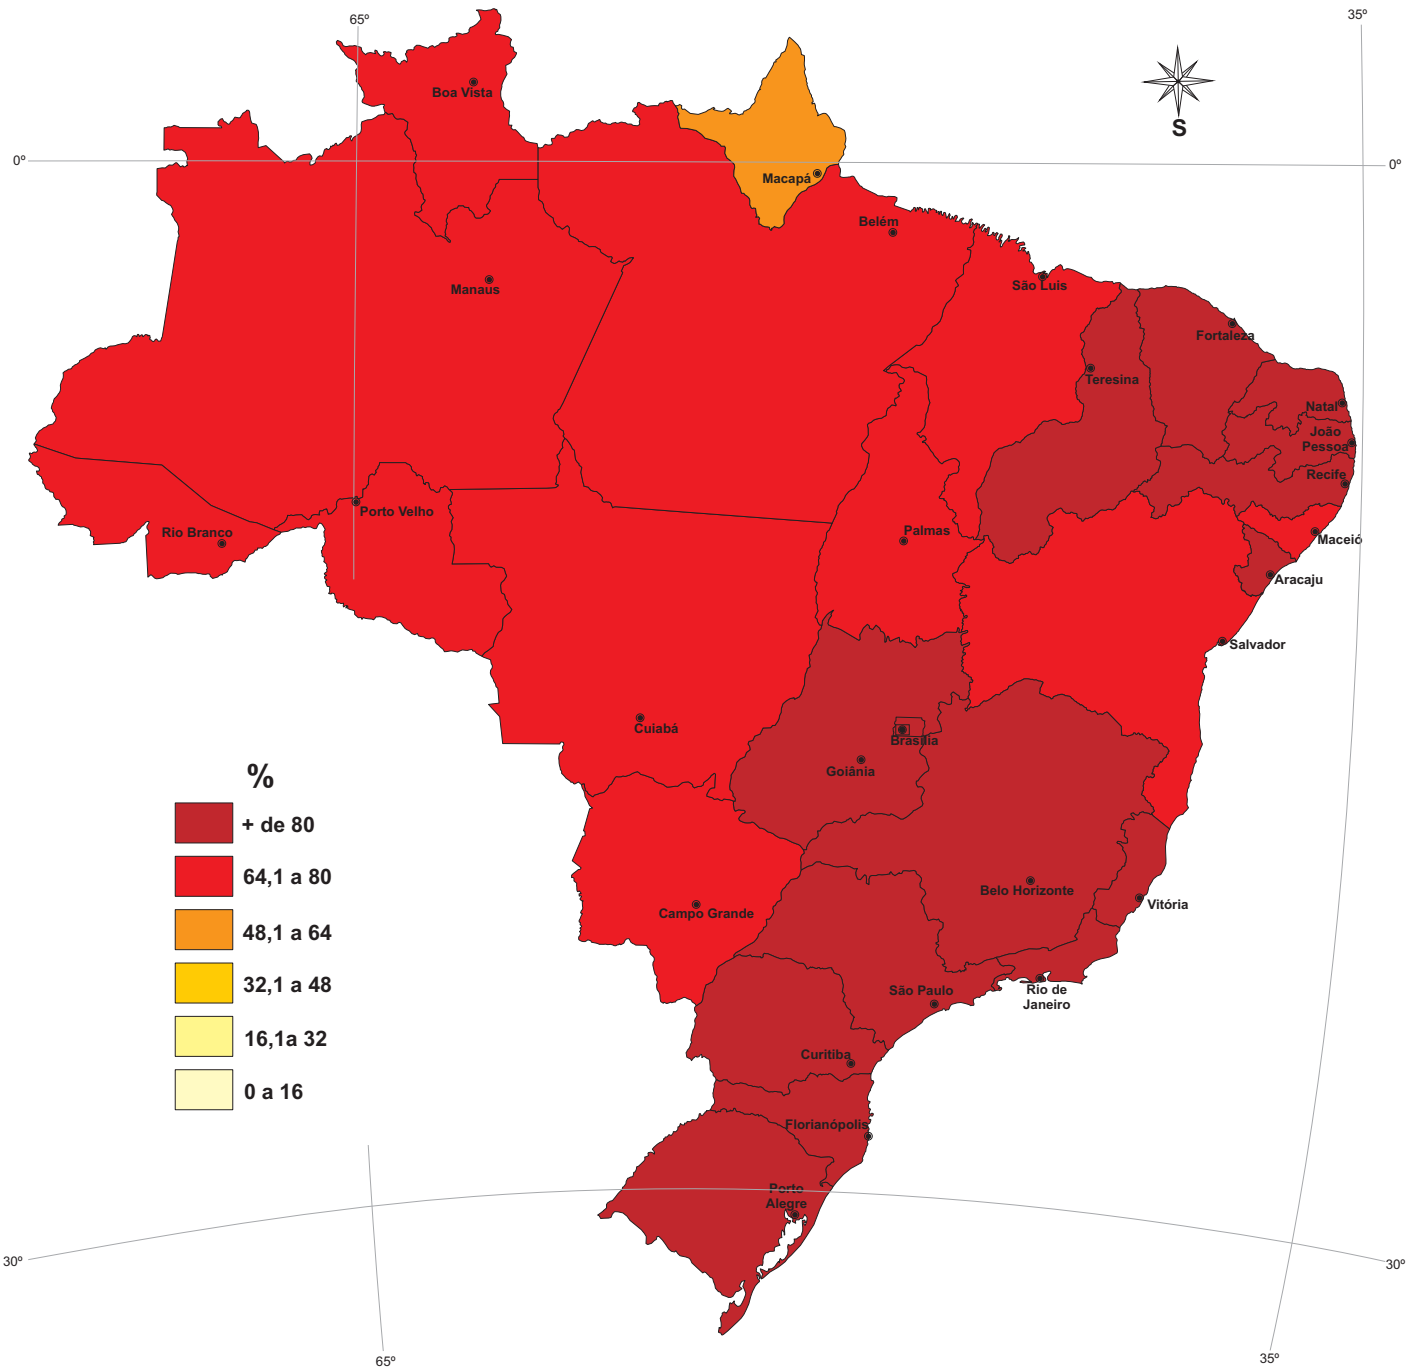 65º
35º
Boa Vista
S
0º
0º
Macapá
Belém
São Luis
Manaus
Fortaleza
Teresina
Natal
João
Pessoa
Recife
Porto Velho
Rio Branco
Palmas
Maceió
Aracaju
Salvador
Cuiabá
Brasília
Goiânia
%
+ de 80
64,1 a 80
48,1 a 64
32,1 a 48
16,1a 32
0 a 16
Belo Horizonte
Vitória
Campo Grande
São Paulo
Rio de
Janeiro
Curitiba
Florianópolis
Porto
Alegre
30º
30º
65º
35º